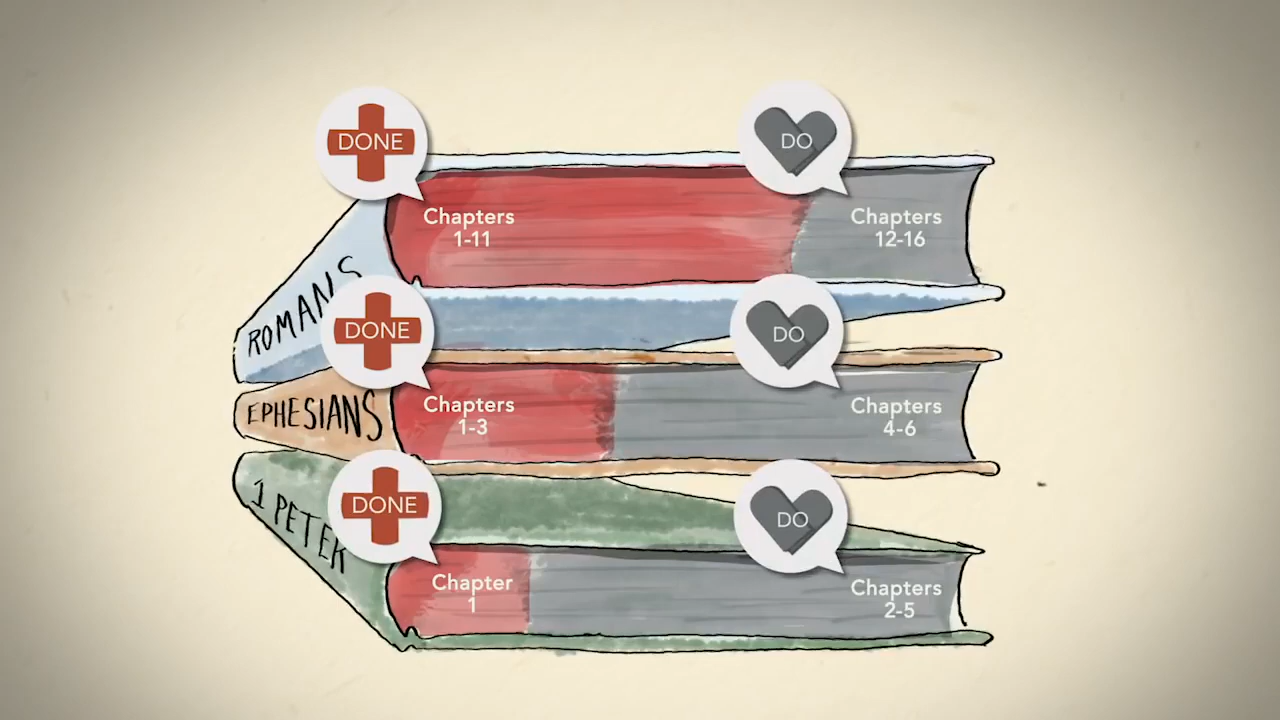 DONE
DO
Chapters
1-11
Chapters
12-16
ROMANS
DONE
DO
Chapters
1-3
Chapters
4-6
EPHESIANS
DONE
DO
1 PETER
Chapter
1
Chapters
2-5